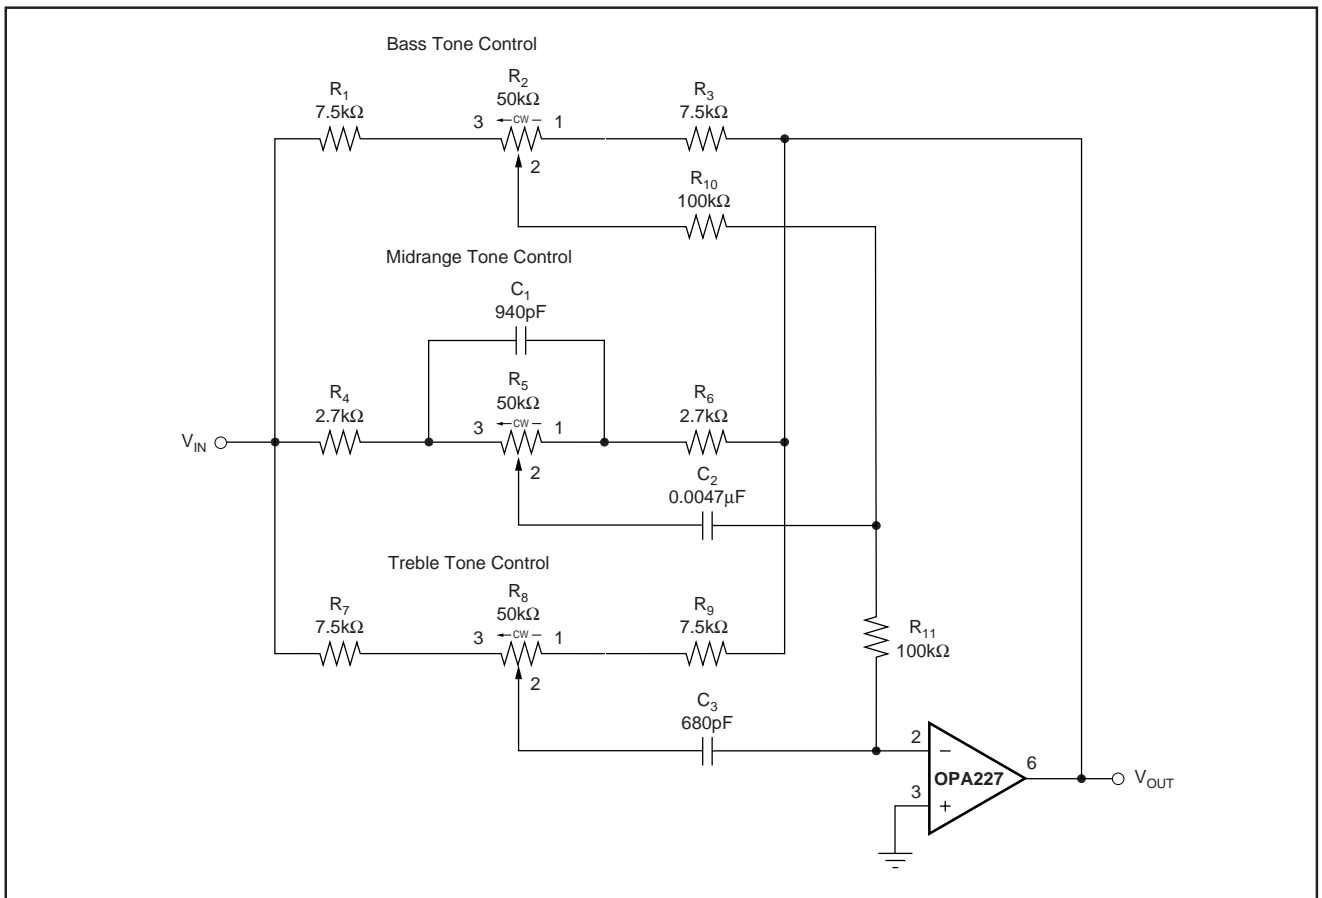 Bass Tone Control
R1
7.5kΩ
R2
50kΩ
R3
7.5kΩ
3
CW
1
2
R10
100kΩ
Midrange Tone Control
C1
940pF
R4
2.7kΩ
R5
50kΩ
R6
2.7kΩ
3
CW
1
VIN
2
C2
0.0047µF
Treble Tone Control
R7
7.5kΩ
R8
50kΩ
R9
7.5kΩ
3
CW
1
2
R11
100kΩ
C3
680pF
2
–
OPA227
6
VOUT
3
+